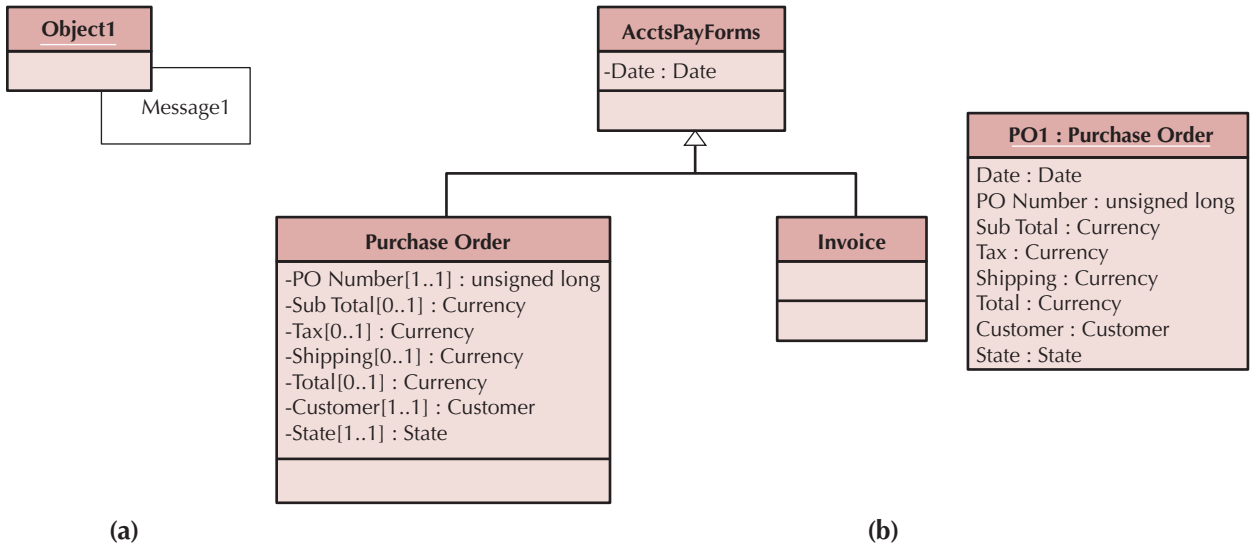 Object1
Message1
AcctsPayForms
-Date : Date
Purchase Order
-PO Number[1..1] : unsigned long
-Sub Total[0..1] : Currency
-Tax[0..1] : Currency
-Shipping[0..1] : Currency
-Total[0..1] : Currency
-Customer[1..1] : Customer
-State[1..1] : State
Invoice
PO1 : Purchase Order
Date : Date
PO Number : unsigned long
Sub Total : Currency
Tax : Currency
Shipping : Currency
Total : Currency
Customer : Customer
State : State
(a)
(b)